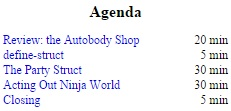 Agenda
Review: the Autobody Shop 20 min
define-struct 5 min
The Party Struct 30 min
Acting Out Ninja World 30 min
Closing 5 min